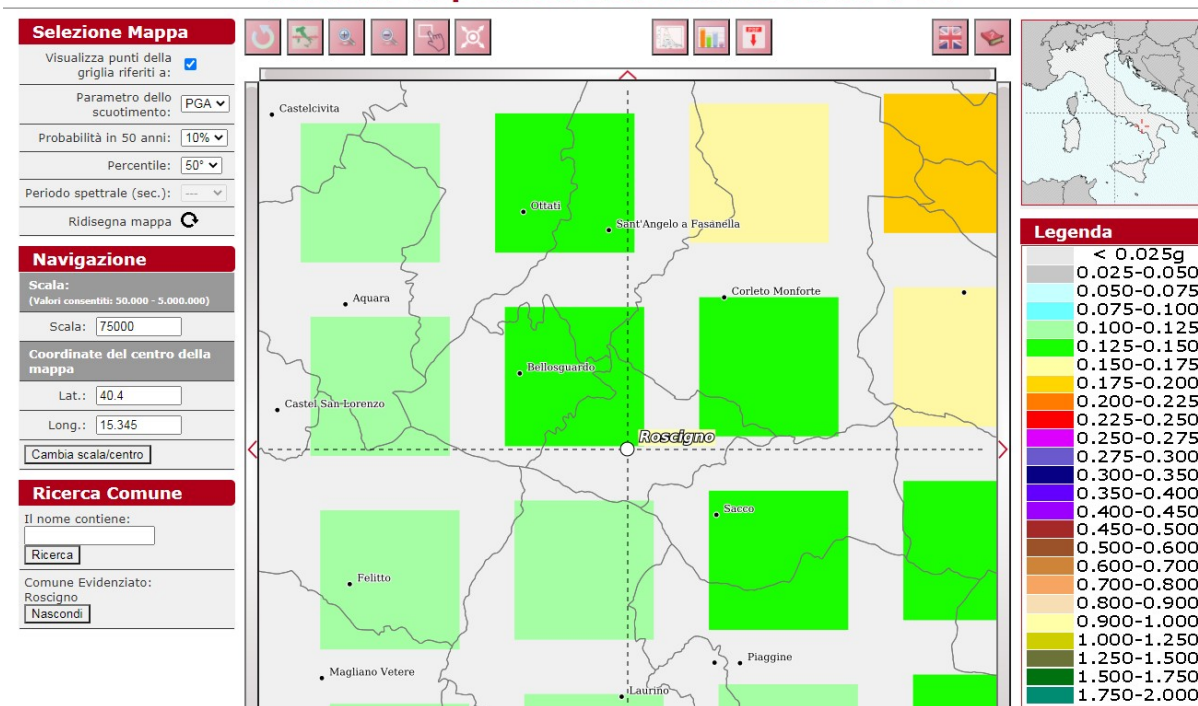 Selezione Mappa
Visualizza punti della
griglia riferiti a:
Parametro dello
scuotimento:
PGA
Probabilità in 50 anni:
10%
Percentile:
50°
Periodo spettrale (sec.):
---
Ridisegna mappa
Navigazione
Scala:
(Valori consentiti: 50.000 - 5.000.000)
Scala:
75000
Coordinate del centro della
mappa
Lat.:
40.4
Long.:
15.345
Cambia scala/centro
Ricerca Comune
Il nome contiene:
Ricerca
Comune Evidenziato:
Roscigno
Nascondi
PDF
Castelcivita
Ottati
Sant'Angelo a Fasanella
Aquara
Corleto Monforte
Bellosguardo
Castel San Lorenzo
Roscigno
Sacco
Felitto
Piaggine
Magliano Vetere
Laurino
Legenda
< 0.025g
0.025-0.050
0.050-0.075
0.075-0.100
0.100-0.125
0.125-0.150
0.150-0.175
0.175-0.200
0.200-0.225
0.225-0.250
0.250-0.275
0.275-0.300
0.300-0.350
0.350-0.400
0.400-0.450
0.450-0.500
0.500-0.600
0.600-0.700
0.700-0.800
0.800-0.900
0.900-1.000
1.000-1.250
1.250-1.500
1.500-1.750
1.750-2.000